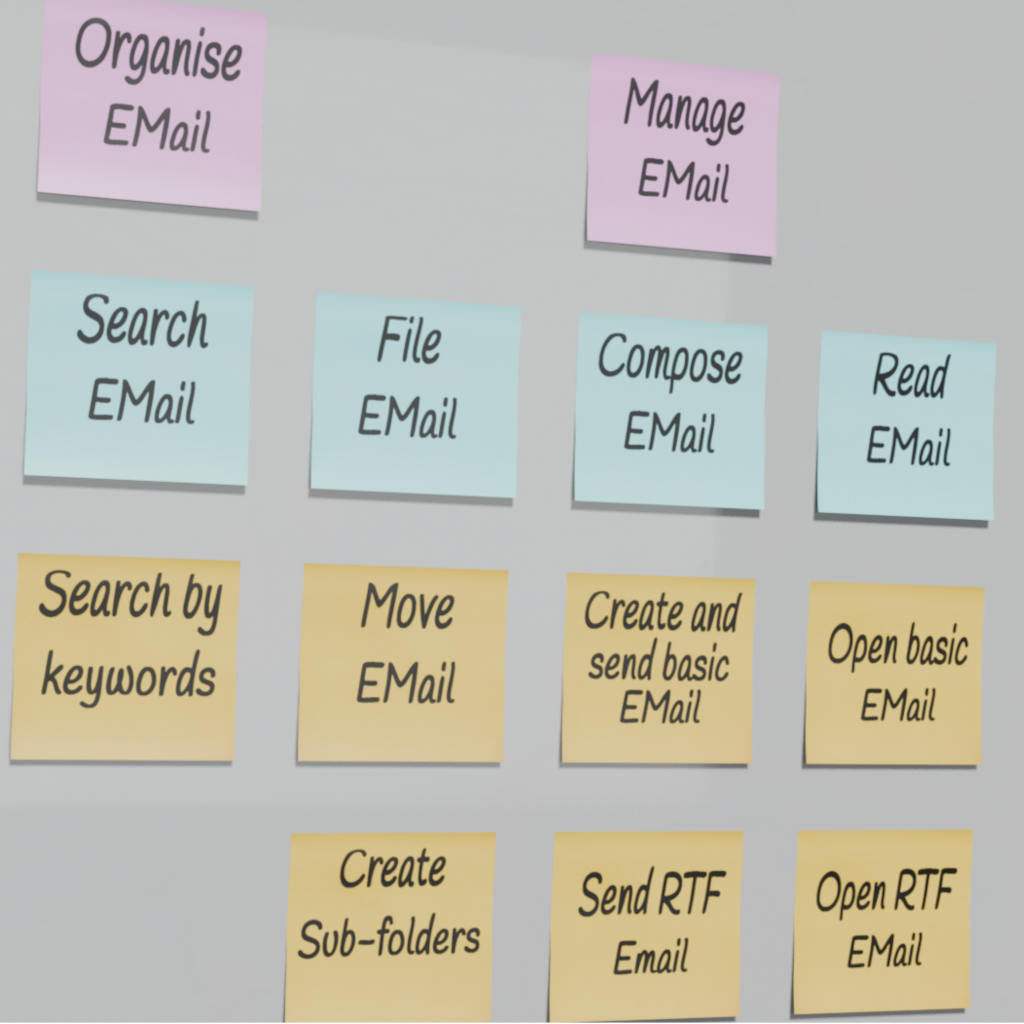 Organise
EMail
Manage
EMail
Search
EMail
File
EMail
Compose
EMail
Read
EMail
Search by
keywords
Move
EMail
Create and
send basic
EMail
Open basic
EMail
Create
Sub-folders
Send RTF
Email
Open RTF
EMail